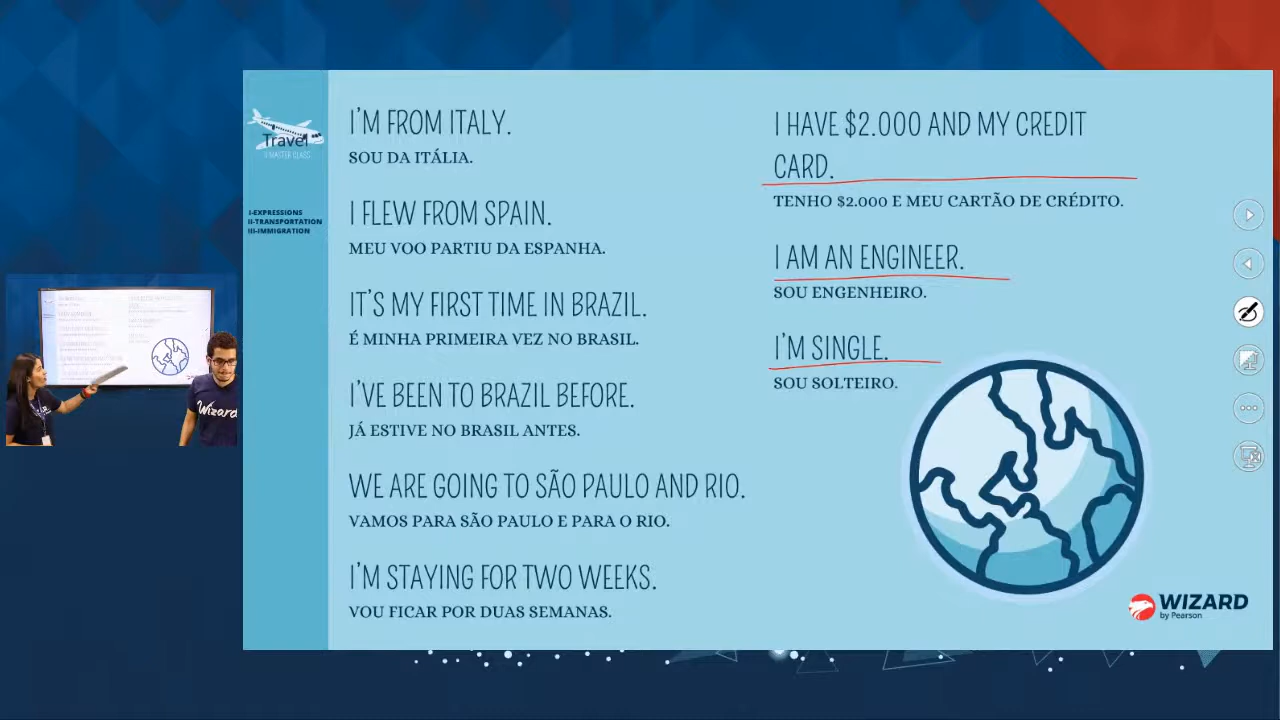 Travel
MASTER CLASS
I-EXPRESSIONS
II-TRANSPORTATION
III-IMMIGRATION
I'M FROM ITALY.
SOU DA ITÁLIA.
I FLEW FROM SPAIN.
MEU VOO PARTIU DA ESPANHA.
IT'S MY FIRST TIME IN BRAZIL.
É MINHA PRIMEIRA VEZ NO BRASIL.
I'VE BEEN TO BRAZIL BEFORE.
JÁ ESTIVE NO BRASIL ANTES.
WE ARE GOING TO SÃO PAULO AND RIO.
VAMOS PARA SÃO PAULO E PARA O RIO.
I'M STAYING FOR TWO WEEKS.
VOU FICAR POR DUAS SEMANAS.
I HAVE $2.000 AND MY CREDIT
CARD.
TENHO $2.000 E MEU CARTÃO DE CRÉDITO.
I AM AN ENGINEER.
SOU ENGENHEIRO.
I'M SINGLE.
SOU SOLTEIRO.
WIZARD
by Pearson
Wizard